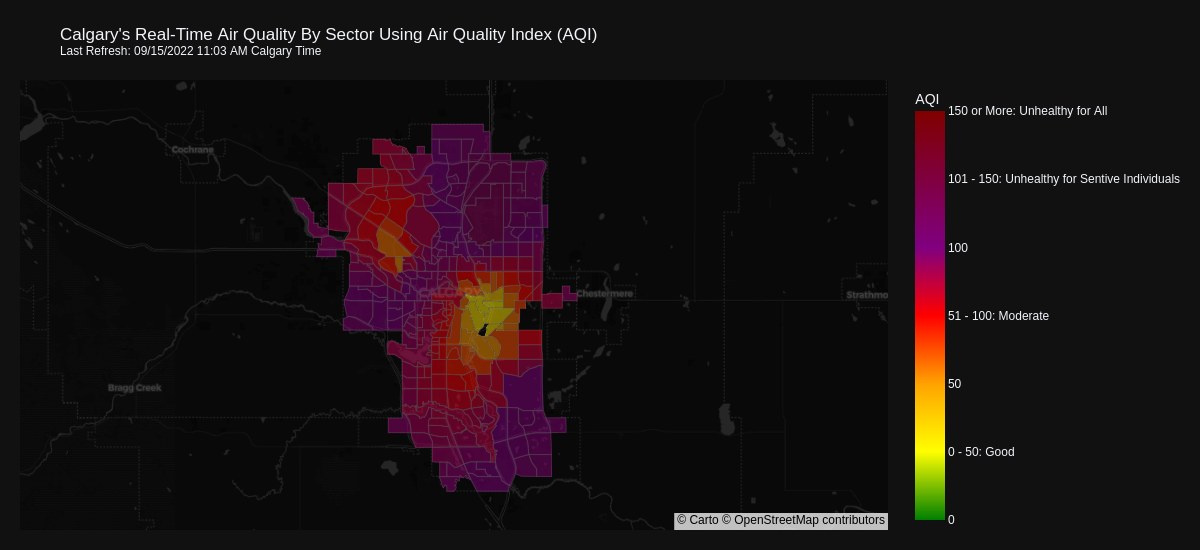 Calgary's Real-Time Air Quality By Sector Using Air Quality Index (AQI)
Last Refresh: 09/15/2022 11:03 AM Calgary Time
AQI
150 or More: Unhealthy for All
Cochrane
101 - 150: Unhealthy for Sentive Individuals
100
CALGARY
Chestermere
Strathmo
51 - 100: Moderate
Bragg Creek
50
0 - 50: Good
© Carto © OpenStreetMap contributors
0